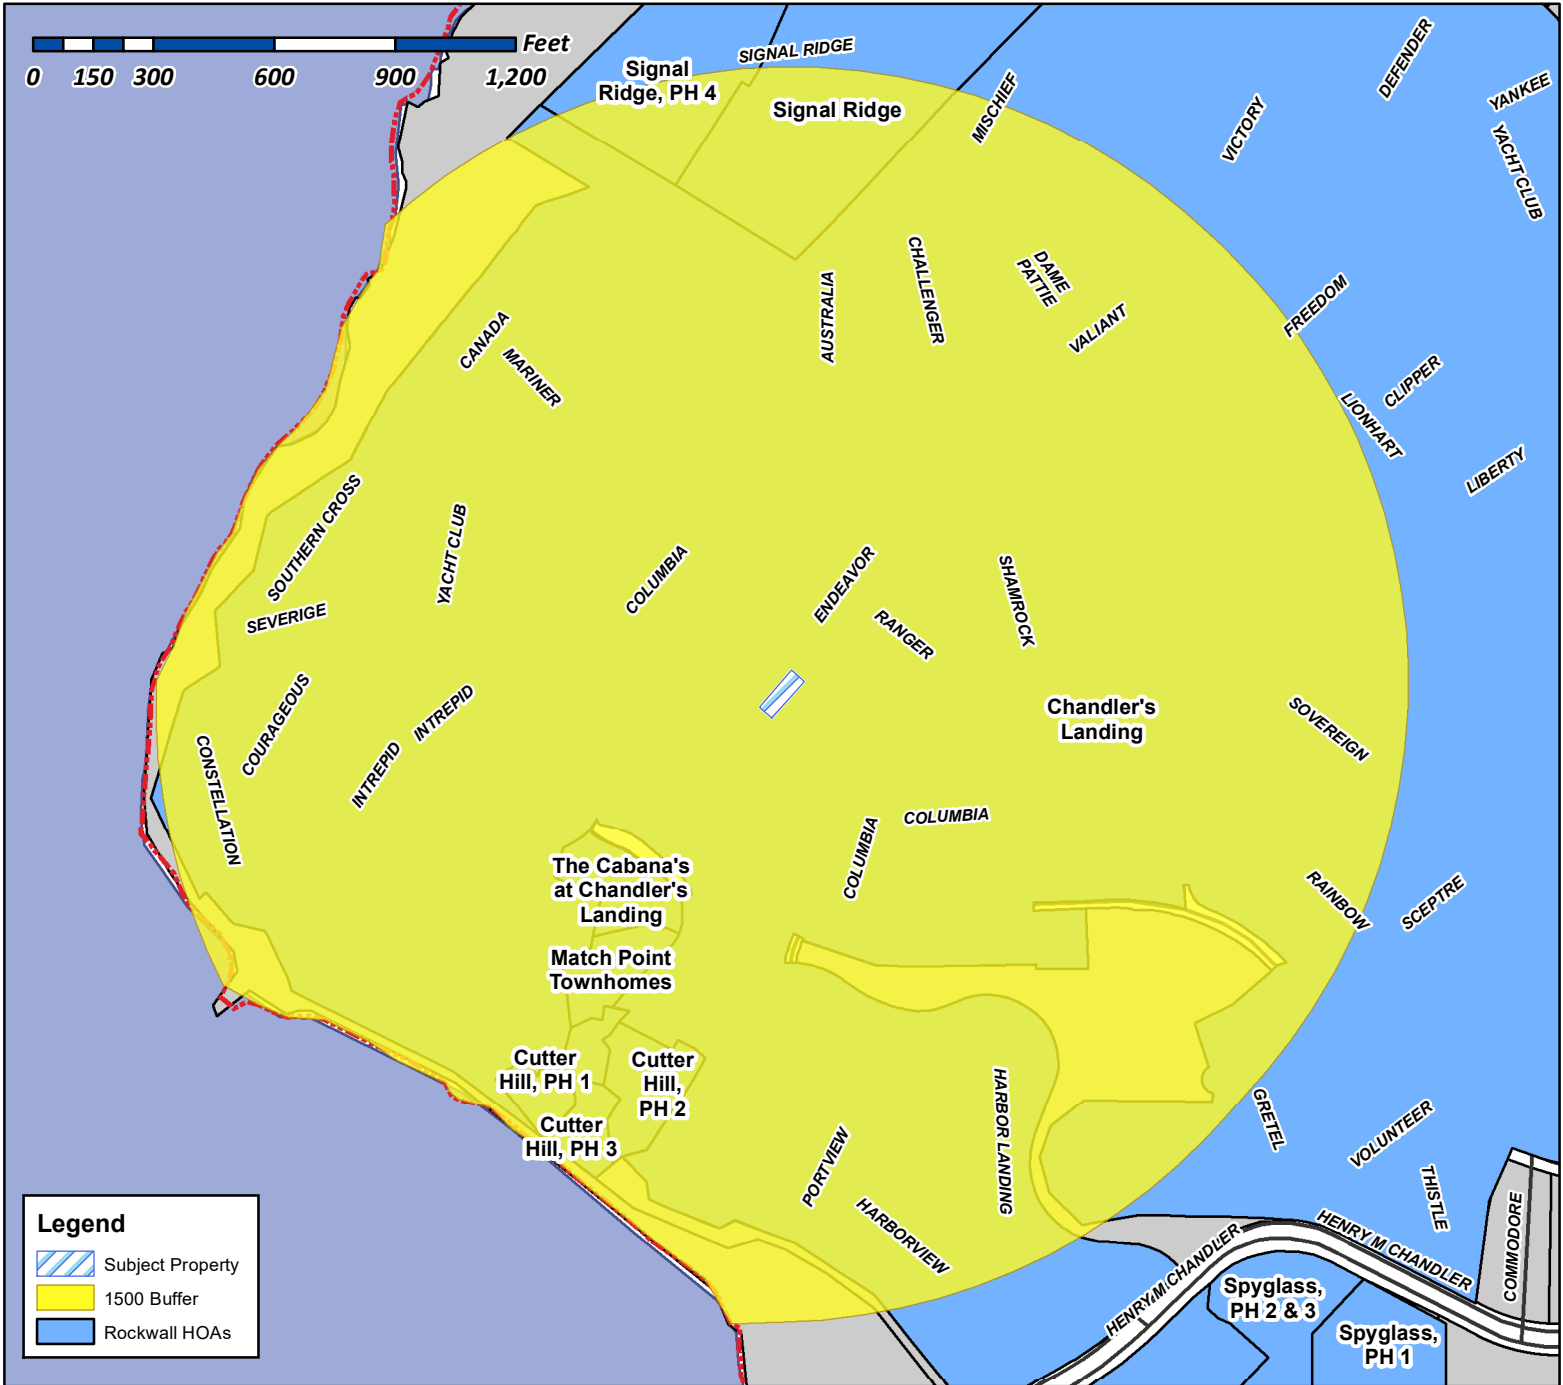 Feet
0 150 300 600 900 1,200
Signal
Ridge, PH 4
SIGNAL RIDGE
Signal Ridge
MISCHIEF
DEFENDER
VICTORY
YANKEE
YACHT CLUB
CANADA
MARINER
AUSTRALIA
CHALLENGER
DAME
PATTIE
VALIANT
FREEDOM
CLIPPER
LIONHART
LIBERTY
SOUTHERN CROSS
SEVERIGE
YACHT CLUB
COLUMBIA
ENDEAVOR
RANGER
SHAMROCK
COURAGEOUS
INTREPID
INTREPID
CONSTELLATION
Chandler's
Landing
SOVEREIGN
COLUMBIA
COLUMBIA
The Cabana's
at Chandler's
Landing
Match Point
Townhomes
RAINBOW
SCEPTRE
Cutter
Hill, PH 1
Cutter
Hill,
PH 2
Cutter
Hill, PH 3
PORTVIEW
HARBORVIEW
HARBOR LANDING
GRETEL
VOLUNTEER
THISTLE
COMMODORE
HENRY M CHANDLER
HENRY M CHANDLER
Spyglass,
PH 2 & 3
Spyglass,
PH 1
Legend
Subject Property
1500 Buffer
Rockwall HOAs